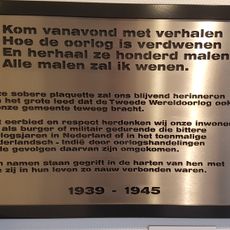 Kom vanavond met verhalen
Hoe de oorlog is verdwenen
En herhaal ze honderd malen
Alle malen zal ik wenen.
ze sobere plaquette zal ons blijvend herinneren
het grote leed dat de Tweede Wereldoorlog ook
onze gemeente teweeg bracht.
et eerbied en respect herdenken wij onze inwoners
als burger of militair gedurende die bittere
logsjaren in Nederland of in het toenmalige
derlandsch - Indië door oorlogshandelingen
de gevolgen daarvan zijn omgekomen.
n namen staan gegrift in de harten van hen met
e zij in hun leven zo nauw verbonden waren.
1939 - 1945